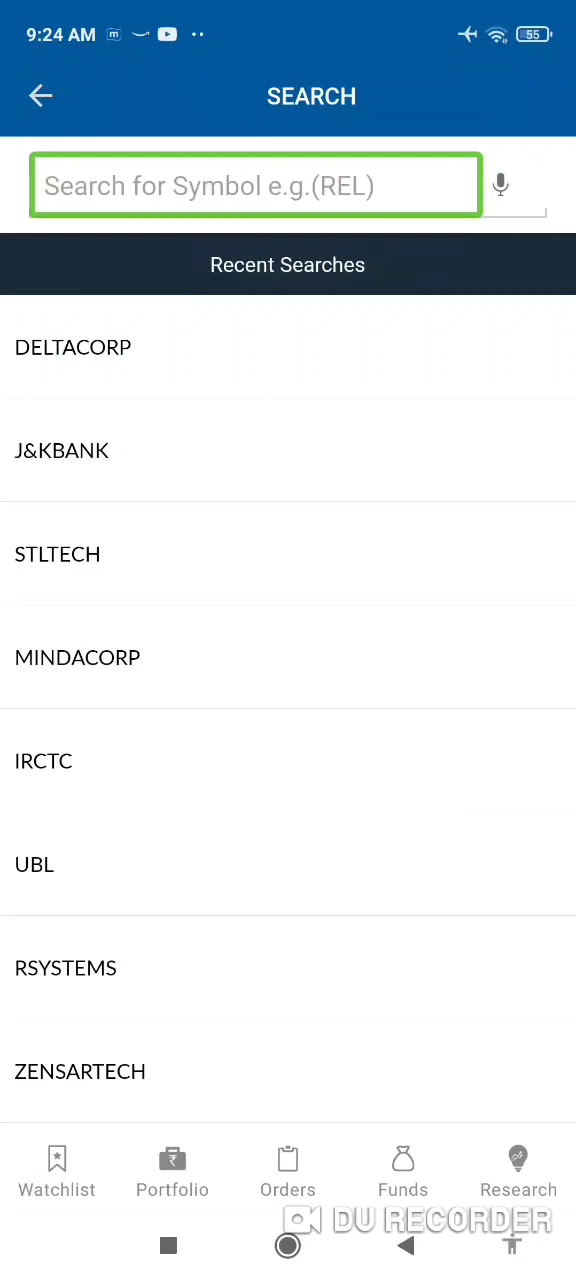 9:24 AM
55
SEARCH
Search for Symbol e.g.(REL)
Recent Searches
DELTACORP
J&KBANK
STLTECH
MINDACORP
IRCTC
UBL
RSYSTEMS
ZENSARTECH
Watchlist Portfolio Orders Funds Research
DU RECORDER